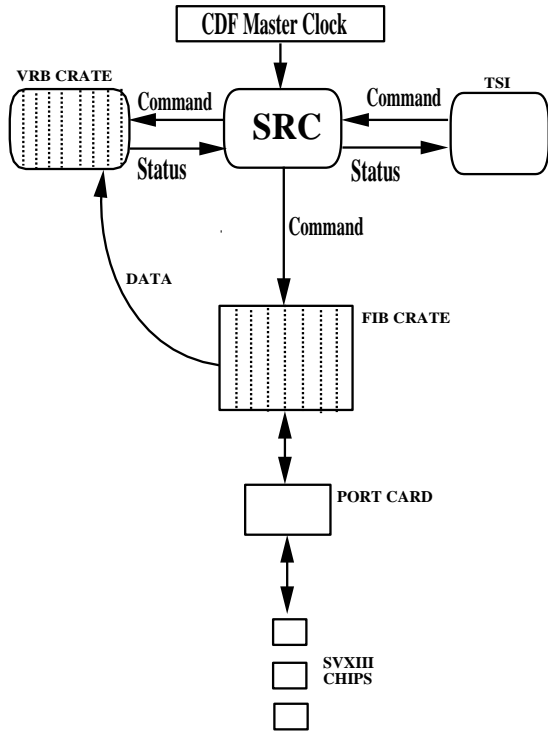 CDF Master Clock
VRB CRATE
TSI
Command
Command
SRC
Status
Status
Command
DATA
FIB CRATE
PORT CARD
SVXIII
CHIPS